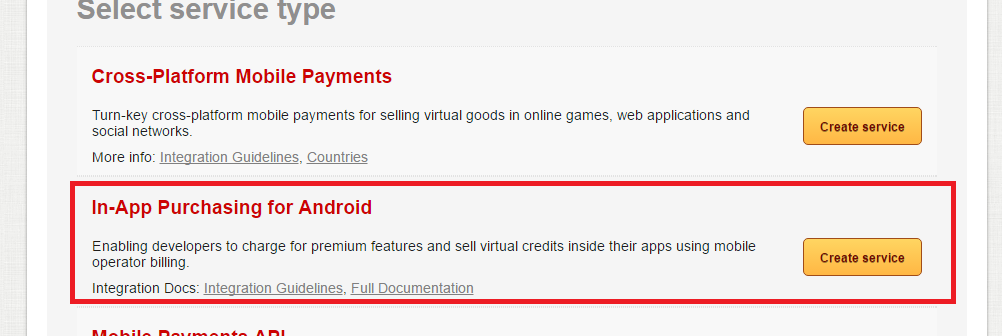 Select service type
Cross-Platform Mobile Payments
Turn-key cross-platform mobile payments for selling virtual goods in online games, web applications and
social networks.
Create service
More info: Integration Guidelines, Countries
In-App Purchasing for Android
Enabling developers to charge for premium features and sell virtual credits inside their apps using mobile
operator billing.
Create service
Integration Docs: Integration Guidelines, Full Documentation
Mobile Payments API